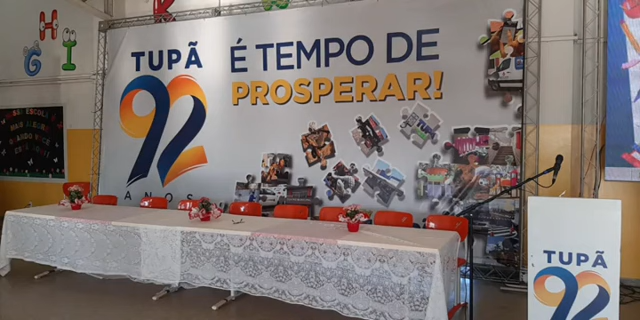 TUPÃ
92
ANOS
É TEMPO DE
PROSPERAR!
TUPÃ
92